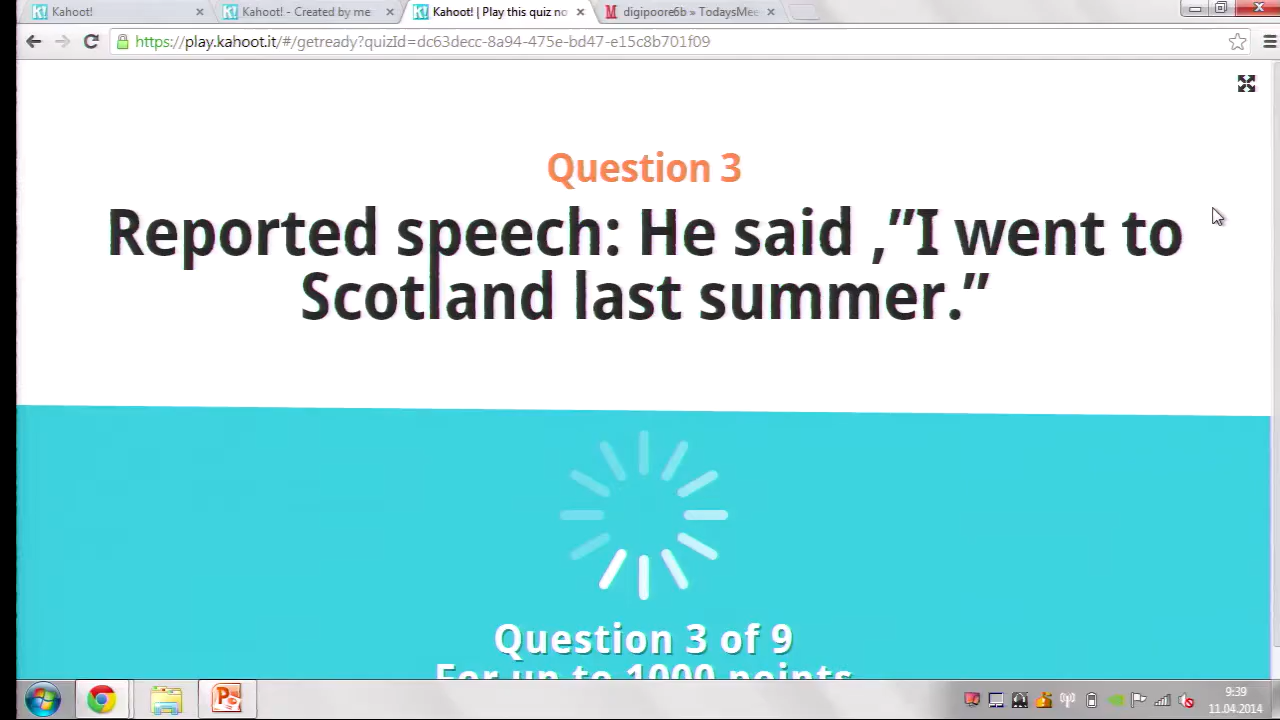 Kahoot!
Kahoot! - Created by me
Kahoot! | Play this quiz no
digipoore6b » TodaysMee
https://play.kahoot.it/#/getready?quizId=dc63decc-8a94-475e-bd47-e15c8b701f09
Question 3
Reported speech: He said ,”I went to
Scotland last summer.”
Question 3 of 9
For up to 1000 points
9:39
11.04.2014